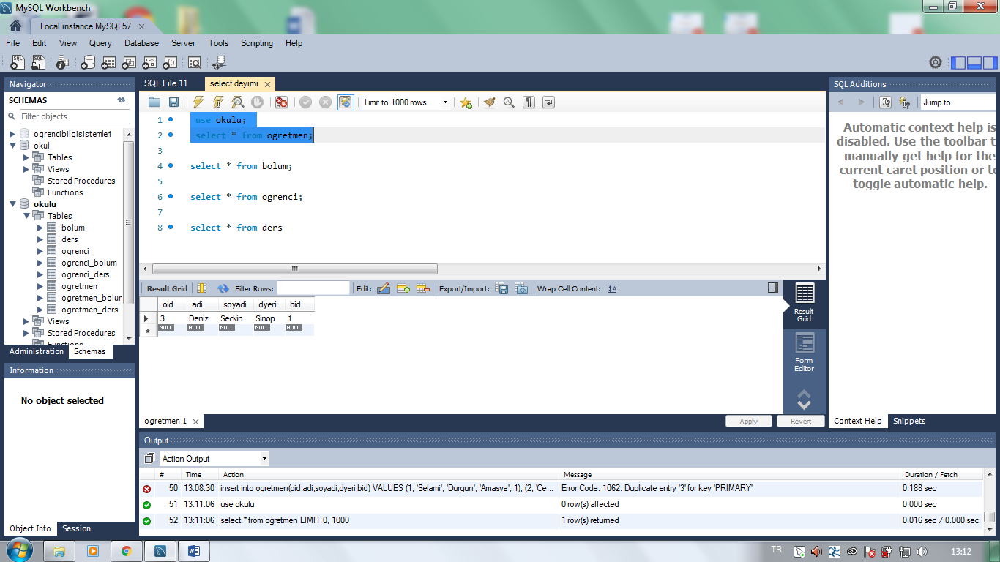 MySQL Workbench
Local instance MySQL57
File Edit View Query Database Server Tools Scripting Help
Navigator
SCHEMAS
Filter objects
ogrencibilgisistemleri
okul
Tables
Views
Stored Procedures
Functions
okulu
Tables
bolum
ders
ogrenci
ogrenci_bolum
ogrenci_ders
ogretmen
ogretmen_bolun
ogretmen_ders
Views
Stored Procedures
Functions
Administration Schemas
Information
No object selected
Object Info Session
SQL File 11 select deyimi
Limit to 1000 rows
1 use okulu;
2 select * from ogretmen;
3
4 select * from bolum;
5
6 select * from ogrenci;
7
8 select * from ders
Result Grid Filter Rows: Edit: Export/Import: Wrap Cell Content:
oid adi soyadi dyeri bid
3 Deniz Seckin Sinop 1
NULL NULL NULL NULL NULL
Result
Grid
Form
Editor
ogretmen 1 Apply Revert
SQL Additions
Jump to
Automatic context help is
disabled. Use the toolbar t
manually get help for the
current caret position or to
toggle automatic help.
Context Help Snippets
Output
Action Output
# Time Action Message Duration / Fetch
50 13:08:30 insert into ogretmen(oid,adi,soyadi,dyeri,bid) VALUES (1, 'Selami', 'Durgun', 'Amasya', 1), (2, 'Ce... Error Code: 1062. Duplicate entry '3' for key 'PRIMARY' 0.188 sec
51 13:11:06 use okulu 0 row(s) affected 0.000 sec
52 13:11:06 select * from ogretmen LIMIT 0, 1000 1 row(s) returned 0.016 sec / 0.000 sec
TR 13:12